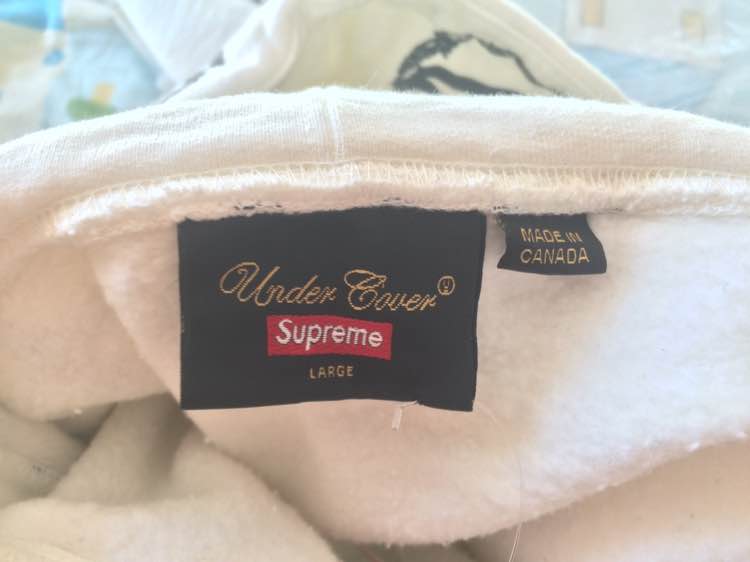 Under Cover
Supreme
LARGE
MADE IN
CANADA